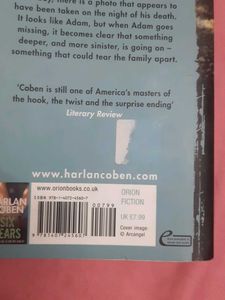 there is a photo that appears to
have been taken on the night of his death.
It looks like Adam, but when Adam goes
missing, it becomes clear that something
deeper, and more sinister, is going on –
that could tear the family apart.
'Coben is still one of America's masters of
the hook, the twist and the surprise ending'
Literary Review
www.harlancoben.com
www.orionbooks.co.uk
ORION
FICTION
UK £7.99
Cover image
© Arcangel
00799
HARLAN
COBEN
SIX
YEARS